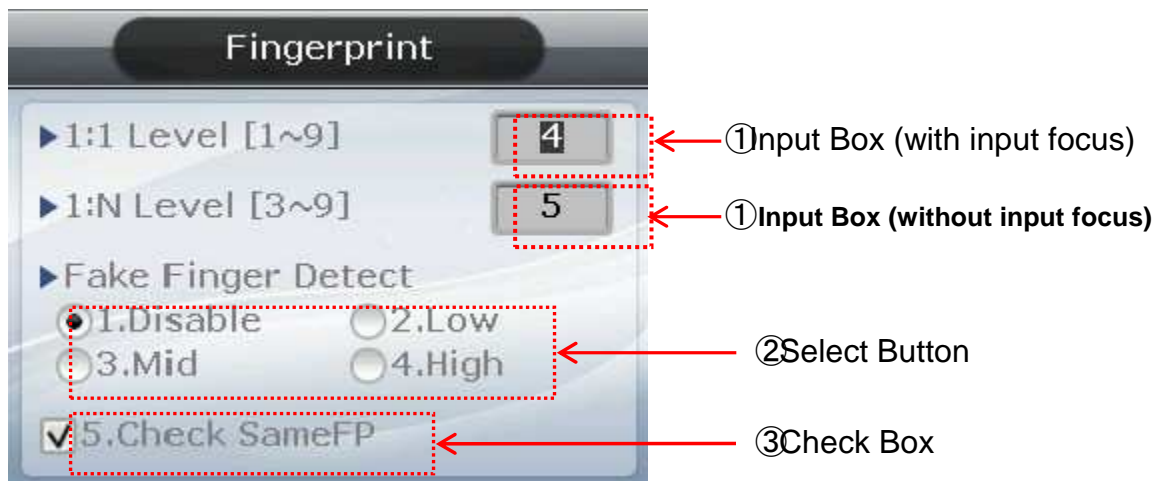 Fingerprint
▶1:1 Level [1~9] 4 ①Input Box (with input focus)
▶1:N Level [3~9] 5 ①Input Box (without input focus)
▶Fake Finger Detect
1.Disable 2.Low
3.Mid 4.High ②Select Button
5.Check SameFP ③Check Box